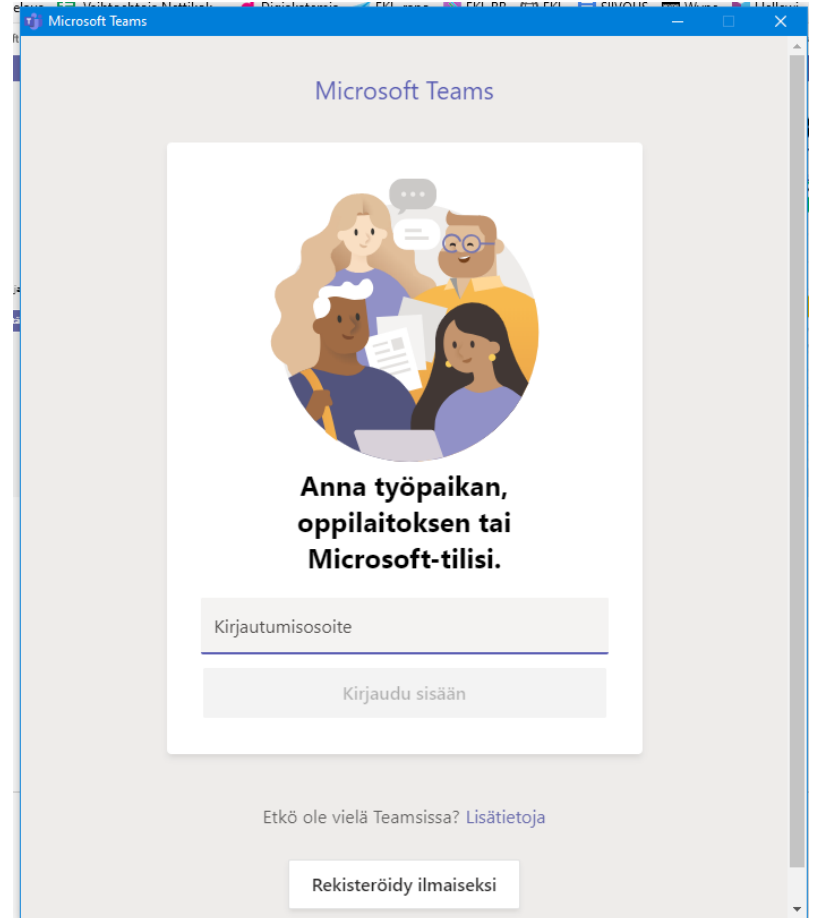 Microsoft Teams
Microsoft Teams
Anna työpaikan,
oppilaitoksen tai
Microsoft-tilisi.
Kirjautumisosoite
Kirjaudu sisään
Etkö ole vielä Teamsissa? Lisätietoja
Rekisteröidy ilmaiseksi